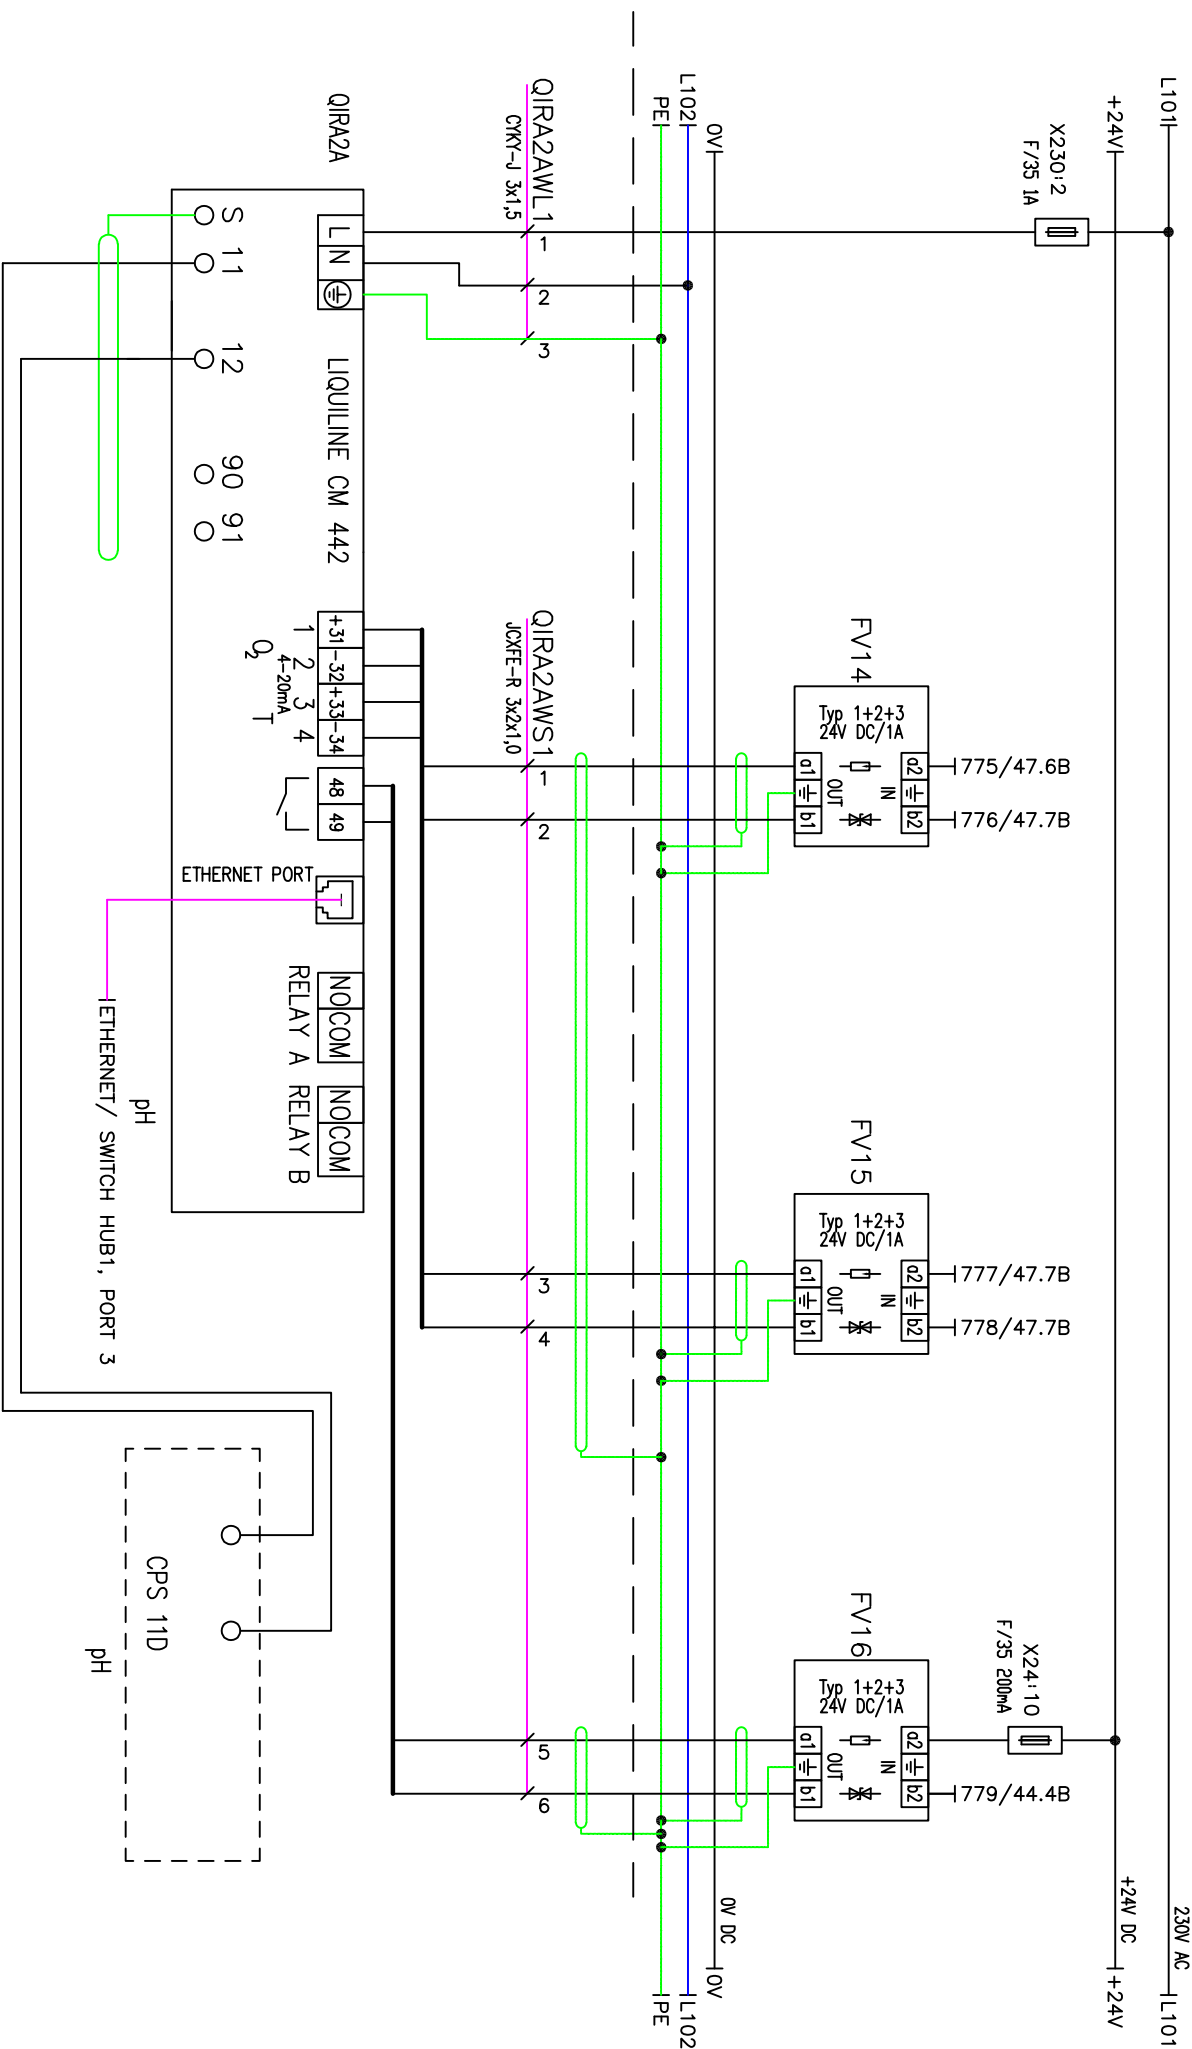 L101
230V AC
L101
+24V
+24V DC
+24V
X230:2
F/35 1A
X24:10
F/35 200mA
775/47.6B
776/47.7B
777/47.7B
778/47.7B
779/44.4B
FV14
Typ 1+2+3
24V DC/1A
a2
b2
IN
OUT
a1
b1
FV15
Typ 1+2+3
24V DC/1A
a2
b2
IN
OUT
a1
b1
FV16
Typ 1+2+3
24V DC/1A
a2
b2
IN
OUT
a1
b1
0V
0V DC
0V
L102
L102
PE
PE
QIRA2AWL1
CYKY-J 3x1,5
1
2
3
QIRA2AWS1
JCXFE-R 3x2x1,0
1
2
3
4
5
6
QIRA2A
L
N
LIQUILINE CM 442
+31
-32
+33
-34
48
49
1
2
3
4
4-20mA
O2
T
ETHERNET PORT
NO
COM
NO
COM
RELAY A
RELAY B
S
11
12
90
91
pH
ETHERNET/ SWITCH HUB1, PORT 3
CPS 11D
pH